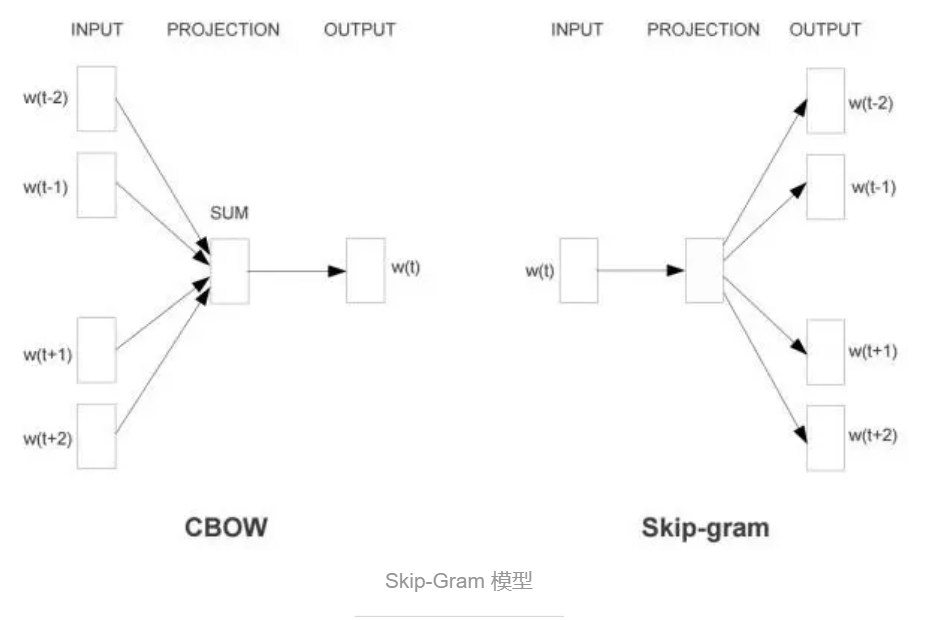 INPUT PROJECTION OUTPUT
w(t-2)
w(t-1)
SUM
w(t)
w(t+1)
w(t+2)
CBOW
INPUT PROJECTION OUTPUT
w(t-2)
w(t-1)
w(t)
w(t+1)
w(t+2)
Skip-gram
Skip-Gram 模型